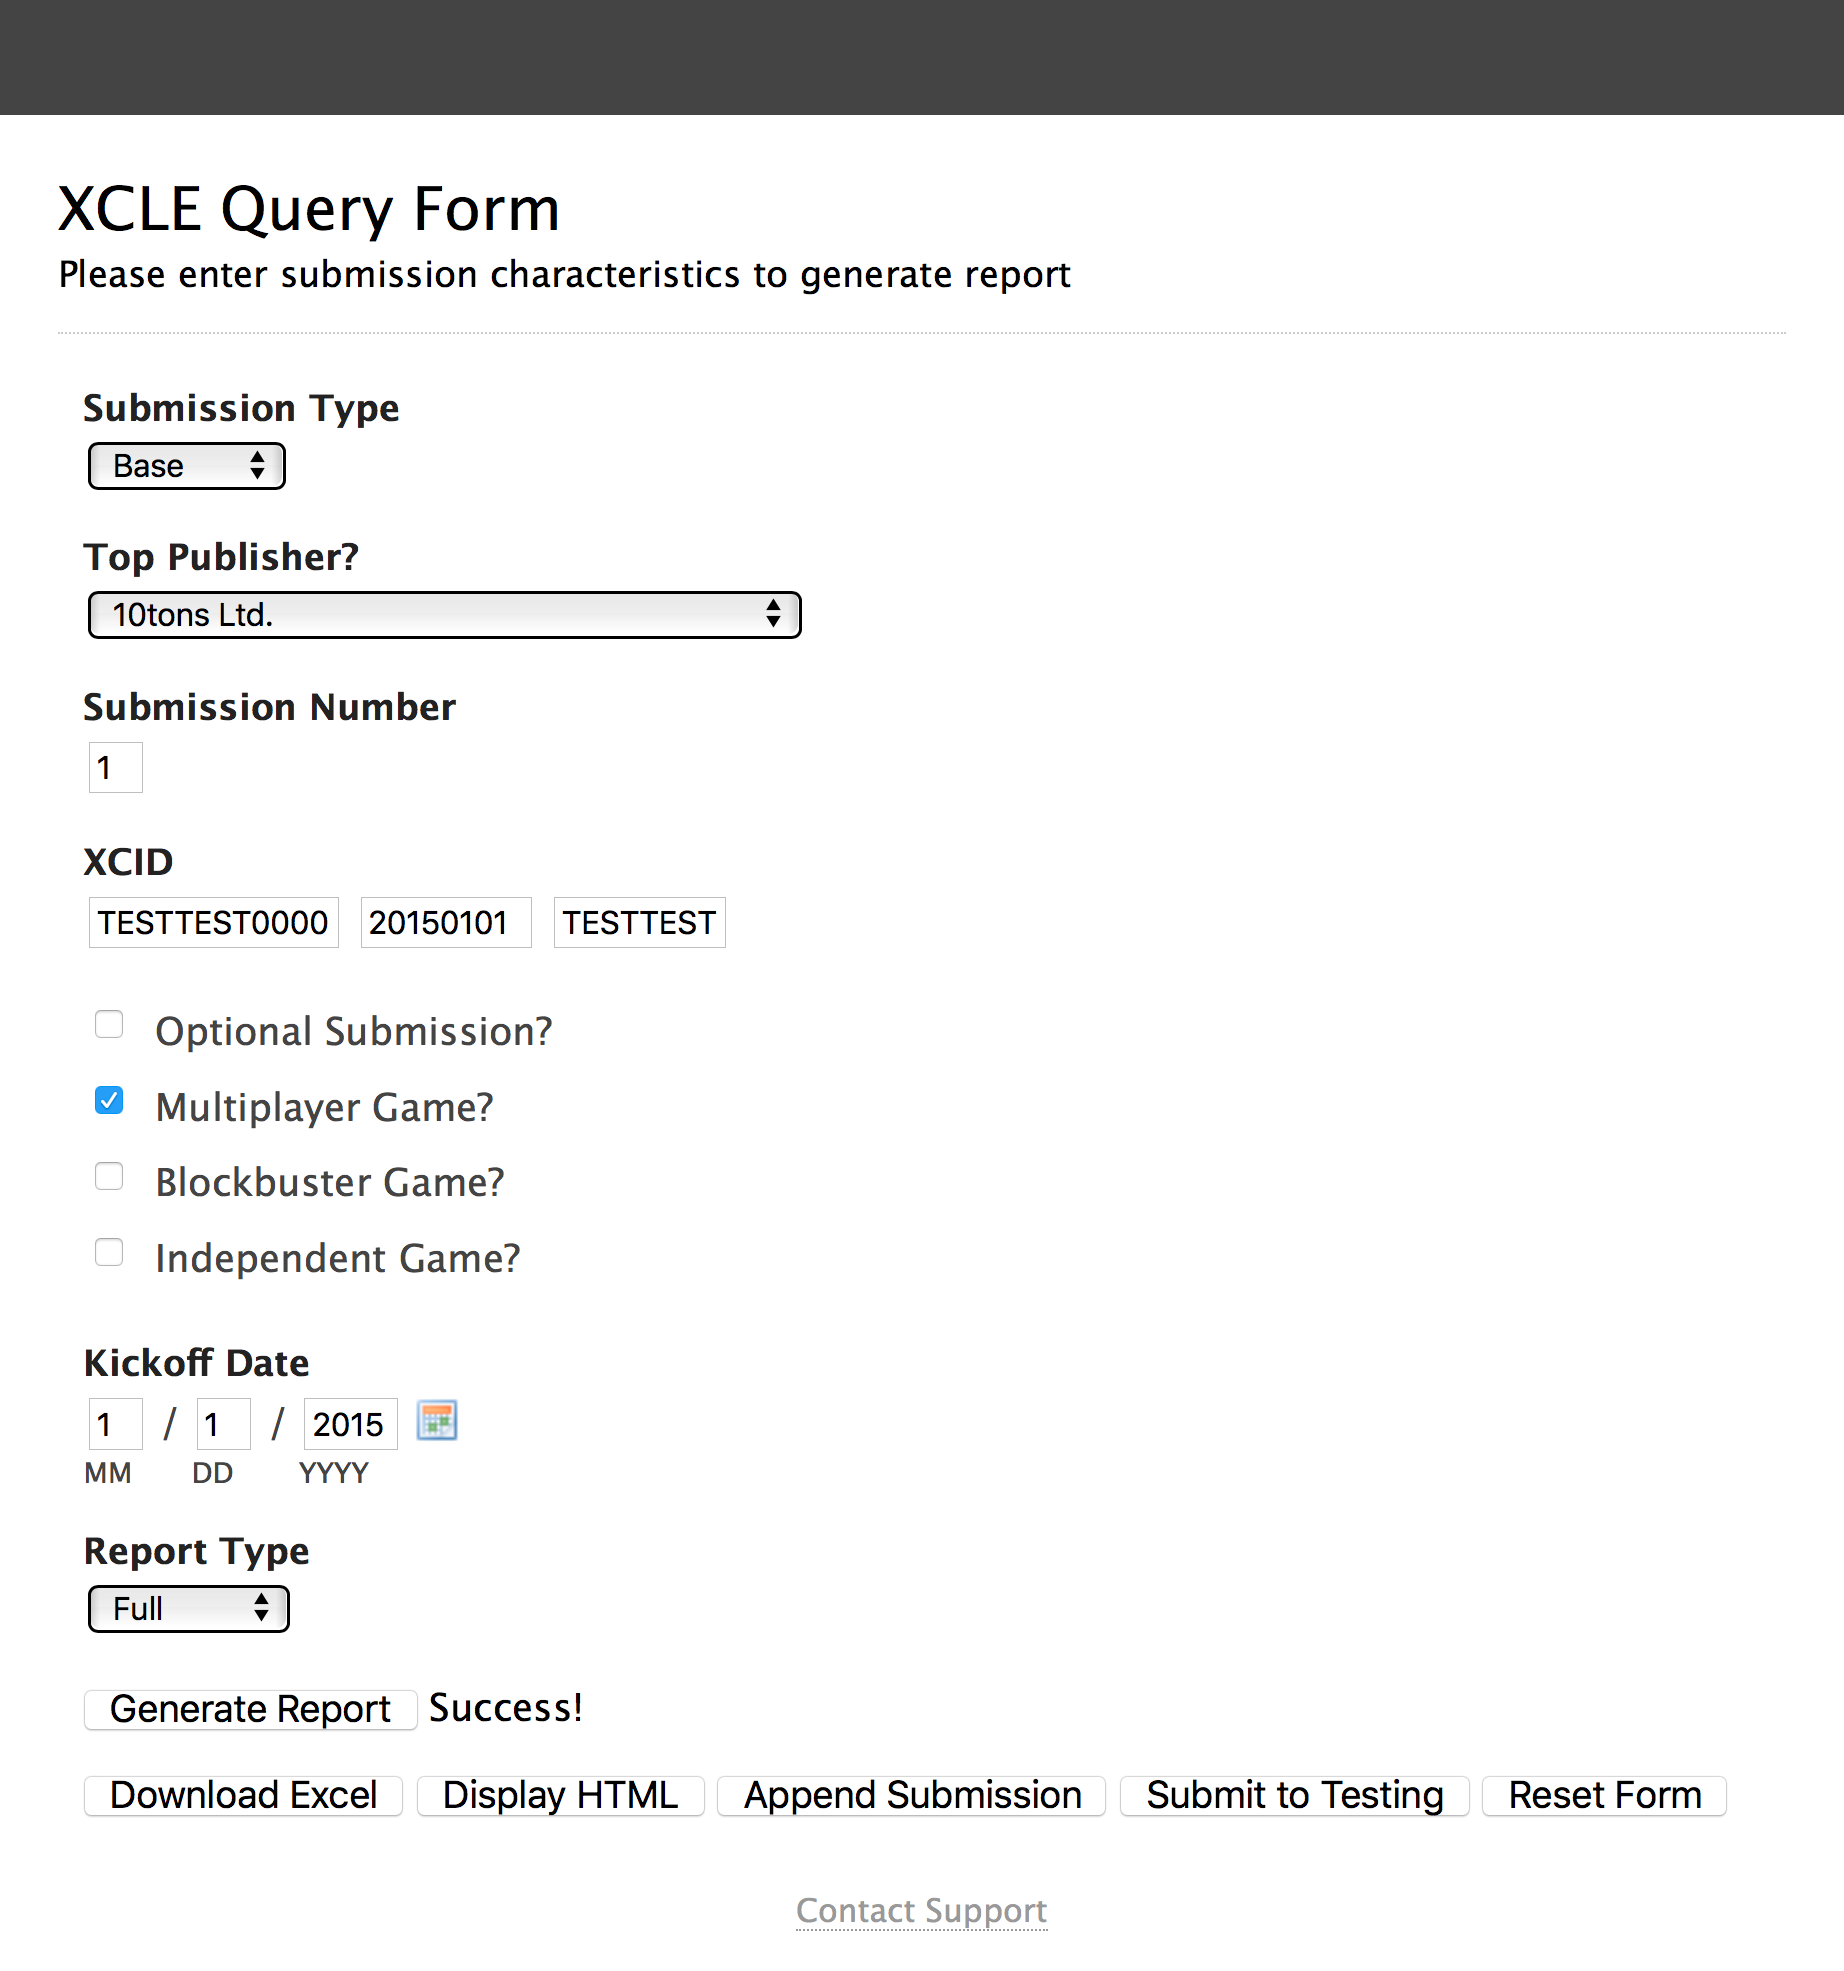 XCLE Query Form
Please enter submission characteristics to generate report
Submission Type
Base
Top Publisher?
10tons Ltd.
Submission Number
1
XCID
TESTTEST0000 20150101 TESTTEST
Optional Submission?
Multiplayer Game?
Blockbuster Game?
Independent Game?
Kickoff Date
1 / 1 / 2015
MM DD YYYY
Report Type
Full
Generate Report Success!
Download Excel Display HTML Append Submission Submit to Testing Reset Form
Contact Support